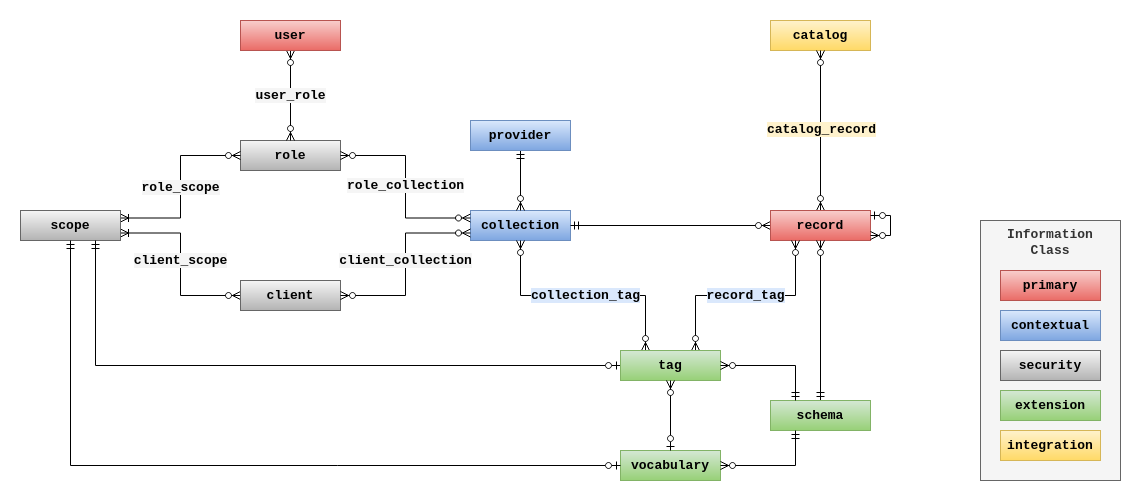 user
catalog
user_role
provider
catalog_record
role
role_scope
role_collection
scope
collection
record
client_scope
client_collection
client
collection_tag
record_tag
tag
schema
vocabulary
Information
Class
primary
contextual
security
extension
integration